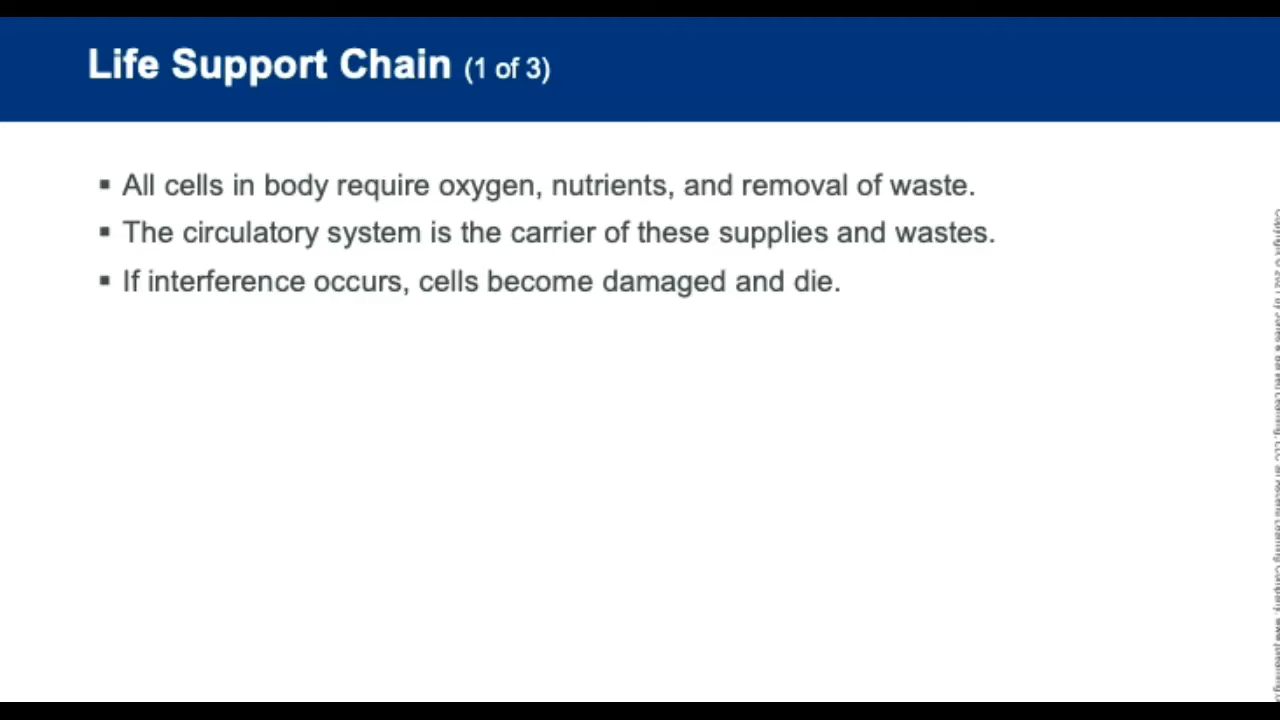 Life Support Chain (1 of 3)
▪ All cells in body require oxygen, nutrients, and removal of waste.
▪ The circulatory system is the carrier of these supplies and wastes.
▪ If interference occurs, cells become damaged and die.